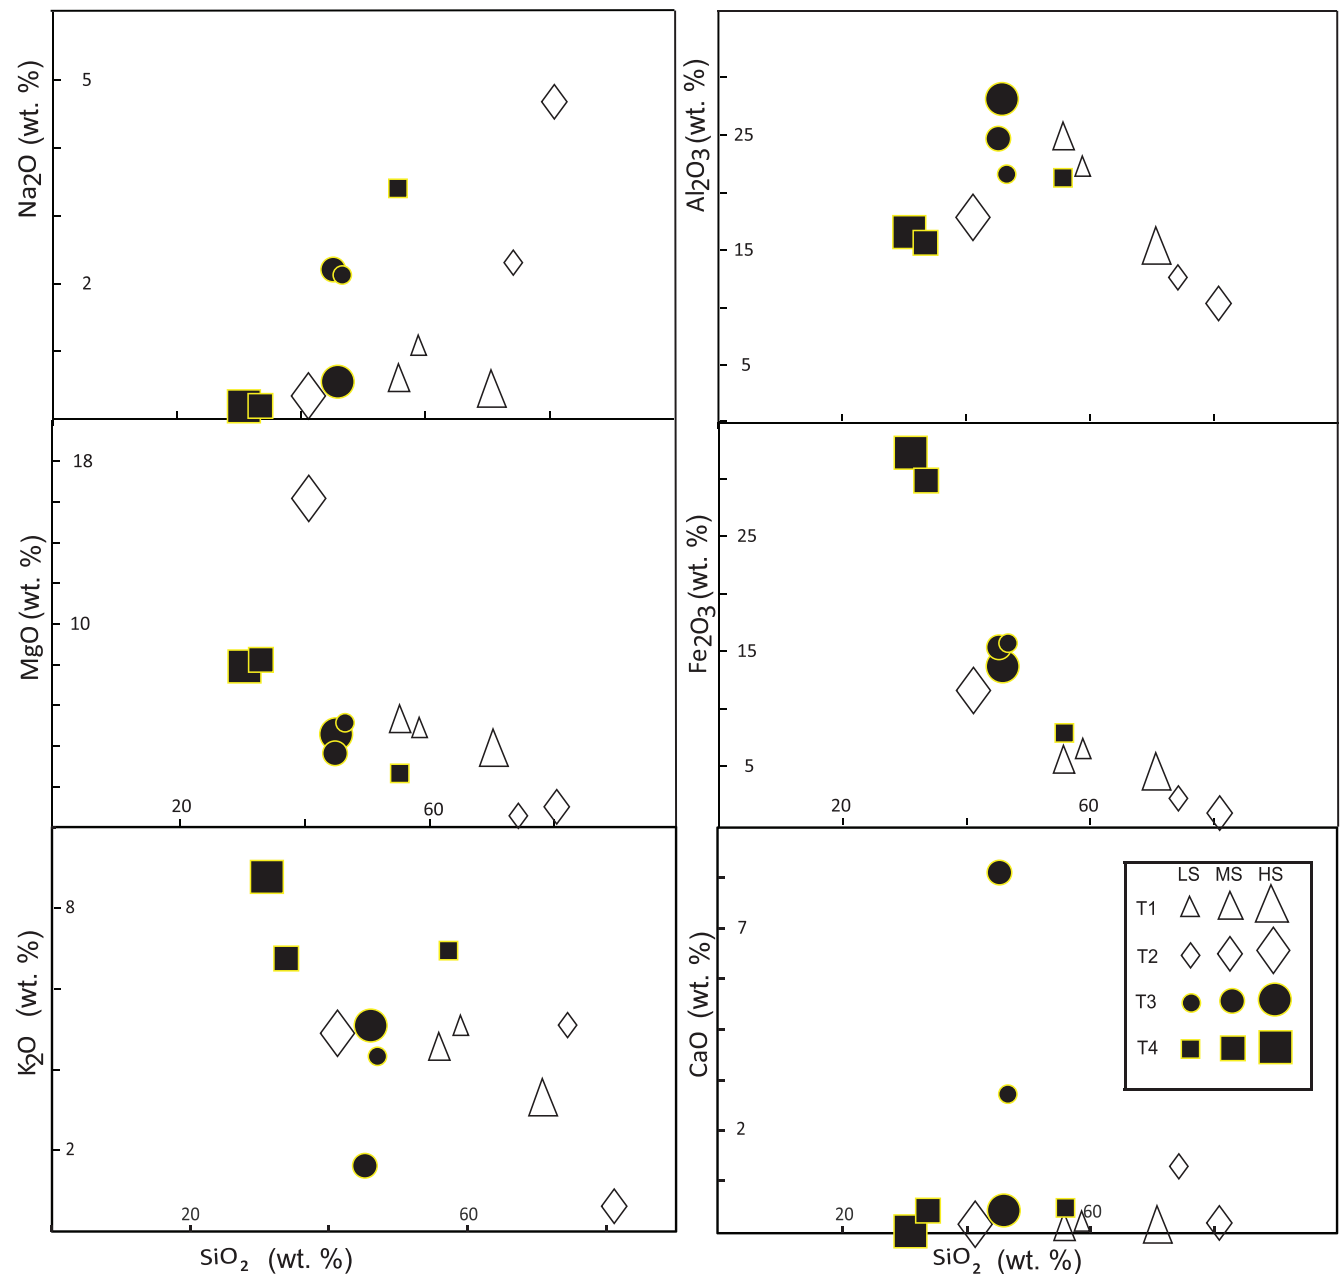 Na2O (wt. %)
5
2
Al2O3 (wt. %)
25
15
5
MgO (wt. %)
18
10
20
60
Fe2O3 (wt. %)
25
15
5
20
60
K2O (wt. %)
8
2
20
60
SiO2 (wt. %)
CaO (wt. %)
7
2
20
60
SiO2 (wt. %)
LS MS HS
T1
T2
T3
T4